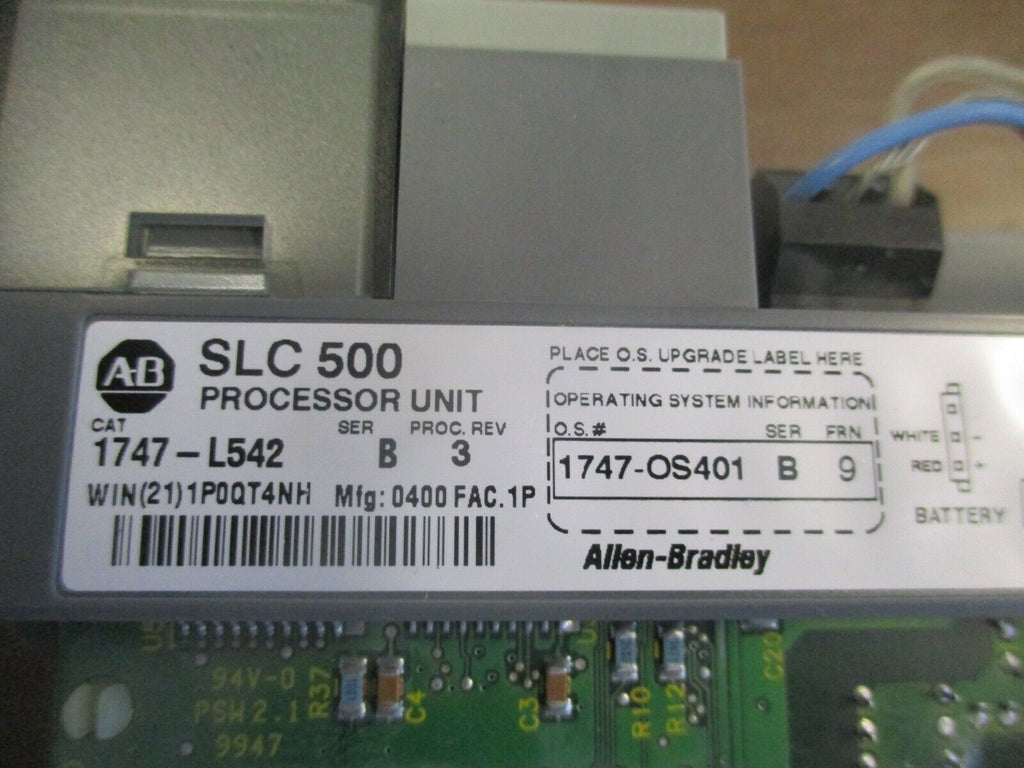 A-B
SLC 500
PROCESSOR UNIT
CAT SER PROC. REV
1747-L542 B 3
WIN(21)1P0QT4NH Mfg: 0400 FAC.1P
PLACE O.S. UPGRADE LABEL HERE
OPERATING SYSTEM INFORMATION
O.S.# SER FRN
1747-OS401 B 9
Allen-Bradley
WHITE -
RED +
BATTERY
94V-0
PSW2.1
9947
R37
C4
C3
R10
R12
C20